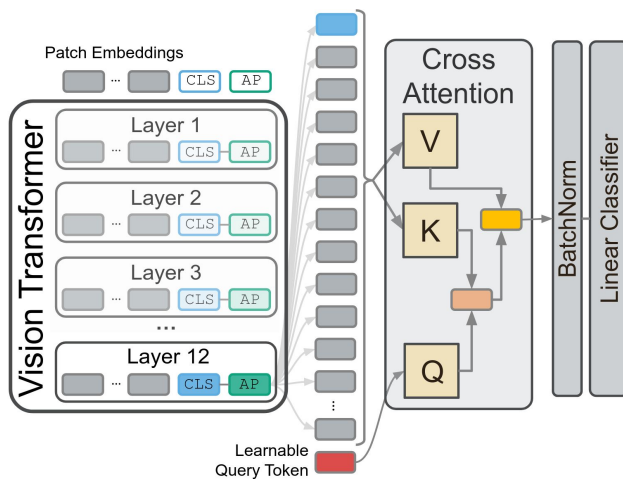 Patch Embeddings
... CLS AP
Vision Transformer
Layer 1
... CLS AP
Layer 2
... CLS AP
Layer 3
... CLS AP
...
Layer 12
... CLS AP
...
Learnable
Query Token
Cross
Attention
V
K
Q
BatchNorm
Linear Classifier